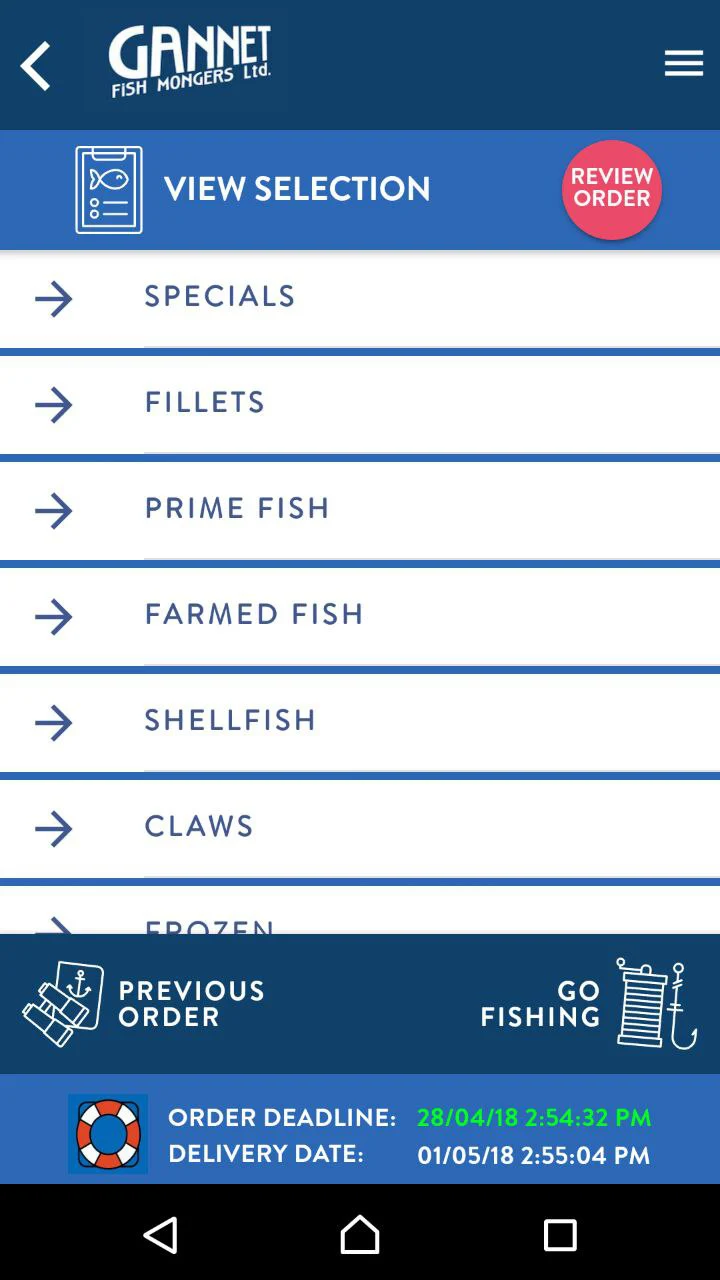 GANNET
FISH MONGERS Ltd.
VIEW SELECTION
REVIEW
ORDER
SPECIALS
FILLETS
PRIME FISH
FARMED FISH
SHELLFISH
CLAWS
FROZEN
PREVIOUS
ORDER
GO
FISHING
ORDER DEADLINE: 28/04/18 2:54:32 PM
DELIVERY DATE: 01/05/18 2:55:04 PM